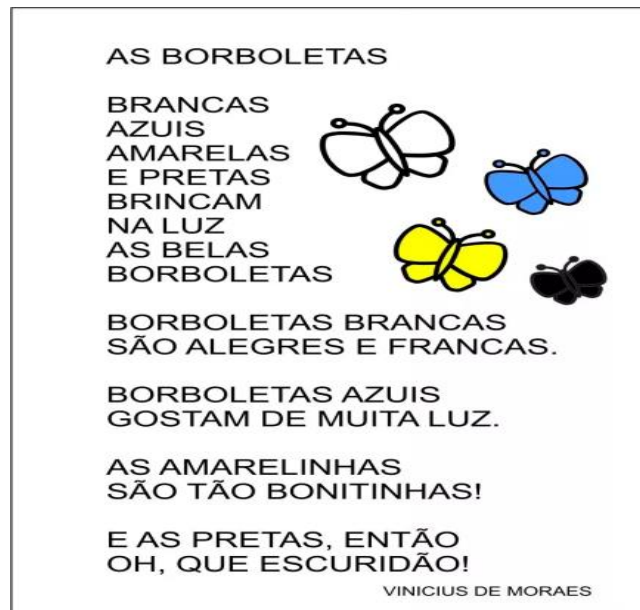 AS BORBOLETAS
BRANCAS
AZUIS
AMARELAS
E PRETAS
BRINCAM
NA LUZ
AS BELAS
BORBOLETAS
BORBOLETAS BRANCAS
SÃO ALEGRES E FRANCAS.
BORBOLETAS AZUIS
GOSTAM DE MUITA LUZ.
AS AMARELINHAS
SÃO TÃO BONITINHAS!
E AS PRETAS, ENTÃO
OH, QUE ESCURIDÃO!
VINICIUS DE MORAES